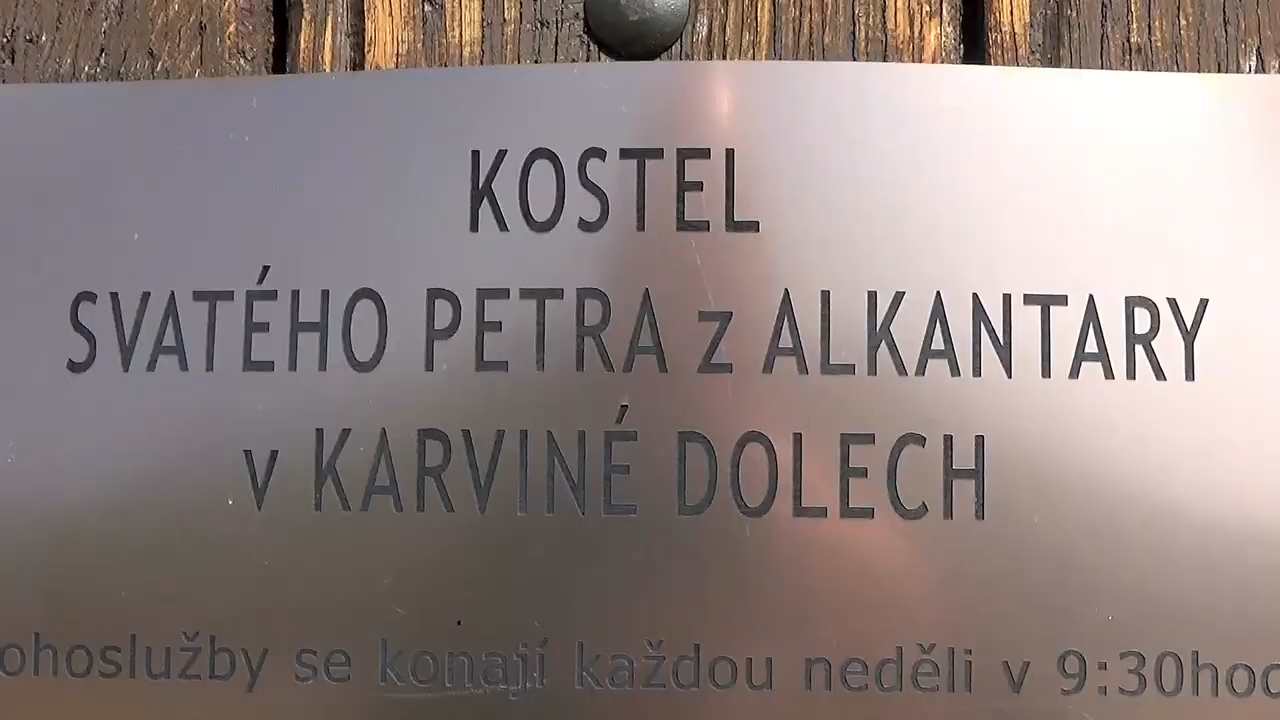 KOSTEL
SVATÉHO PETRA z ALKANTARY
v KARVINÉ DOLECH
ohoslužby se konají každou neděli v 9:30hod